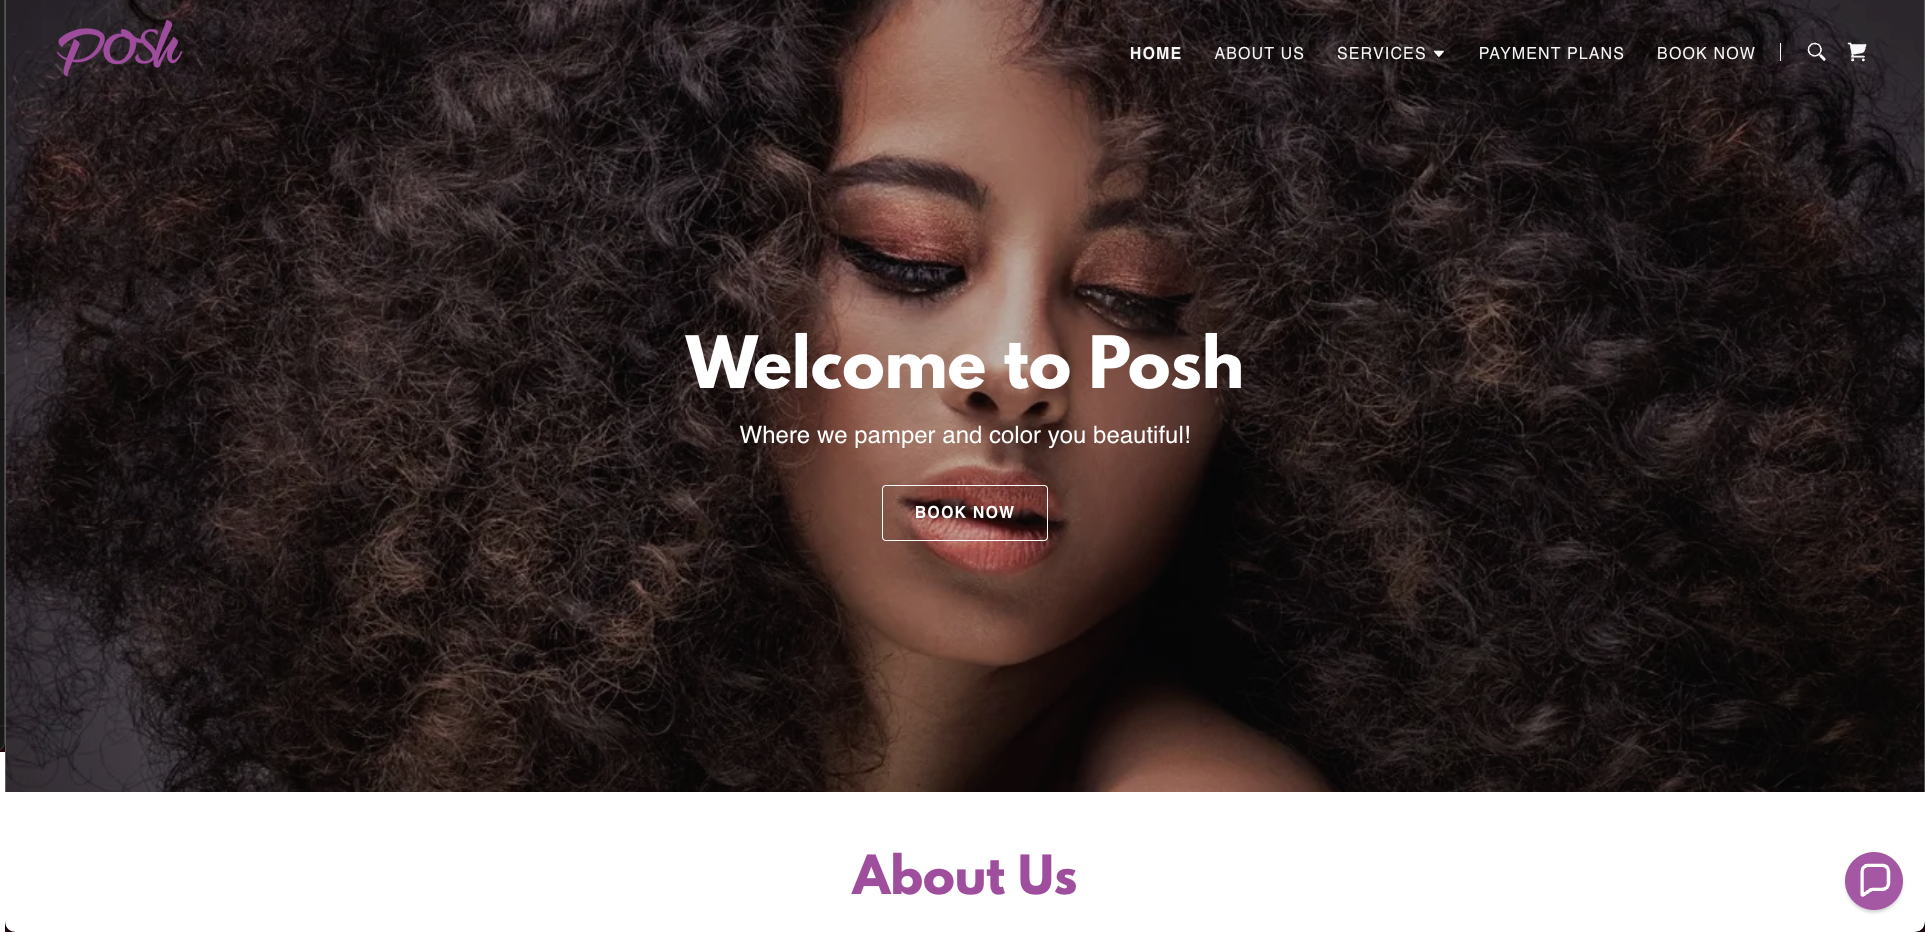 posh
HOME ABOUT US SERVICES PAYMENT PLANS BOOK NOW
Welcome to Posh
Where we pamper and color you beautiful!
BOOK NOW
About Us